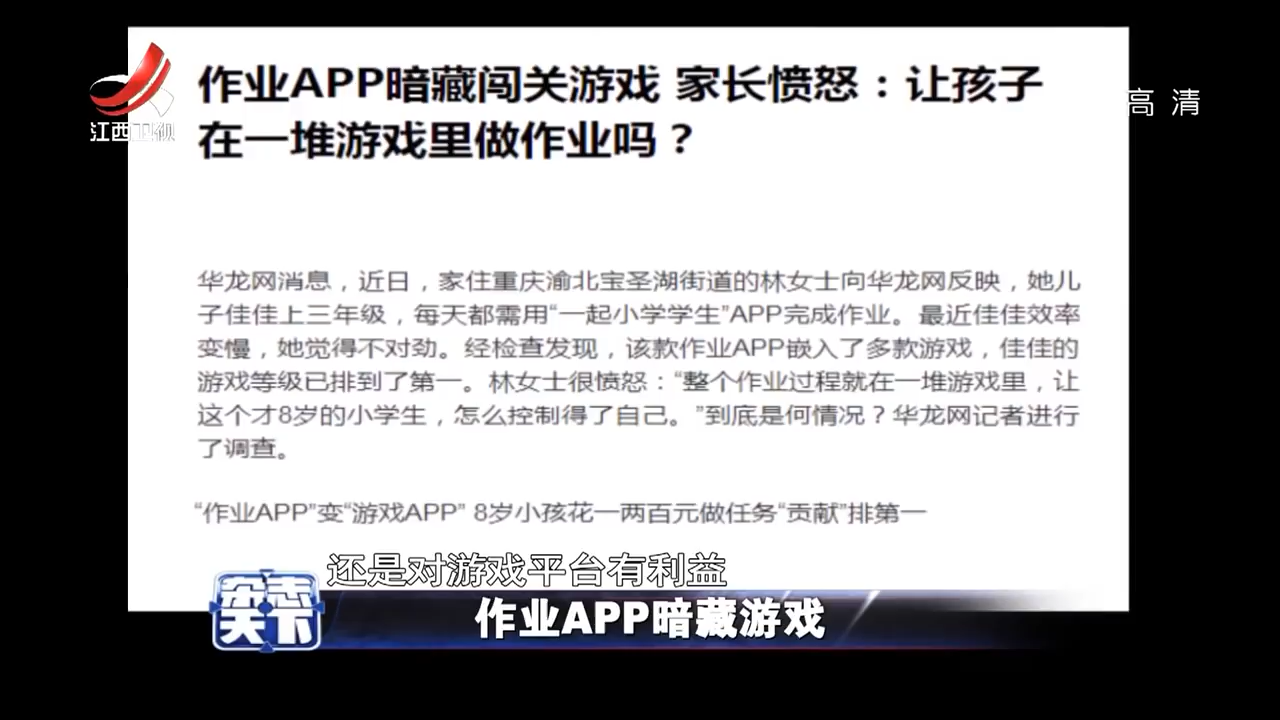 作业APP暗藏闯关游戏 家长愤怒：让孩子
在一堆游戏里做作业吗？
江西卫视
高清
华龙网消息，近日，家住重庆渝北宝圣湖街道的林女士向华龙网反映，她儿
子佳佳上三年级，每天都需用“一起小学学生”APP完成作业。最近佳佳效率
变慢，她觉得不对劲。经检查发现，该款作业APP嵌入了多款游戏，佳佳的
游戏等级已排到了第一。林女士很愤怒：“整个作业过程就在一堆游戏里，让
这个才8岁的小学生，怎么控制得了自己。”到底是何情况？华龙网记者进行
了调查。
“作业APP”变“游戏APP” 8岁小孩花一两百元做任务“贡献”排第一
还是对游戏平台有利益
杂志
天下
作业APP暗藏游戏